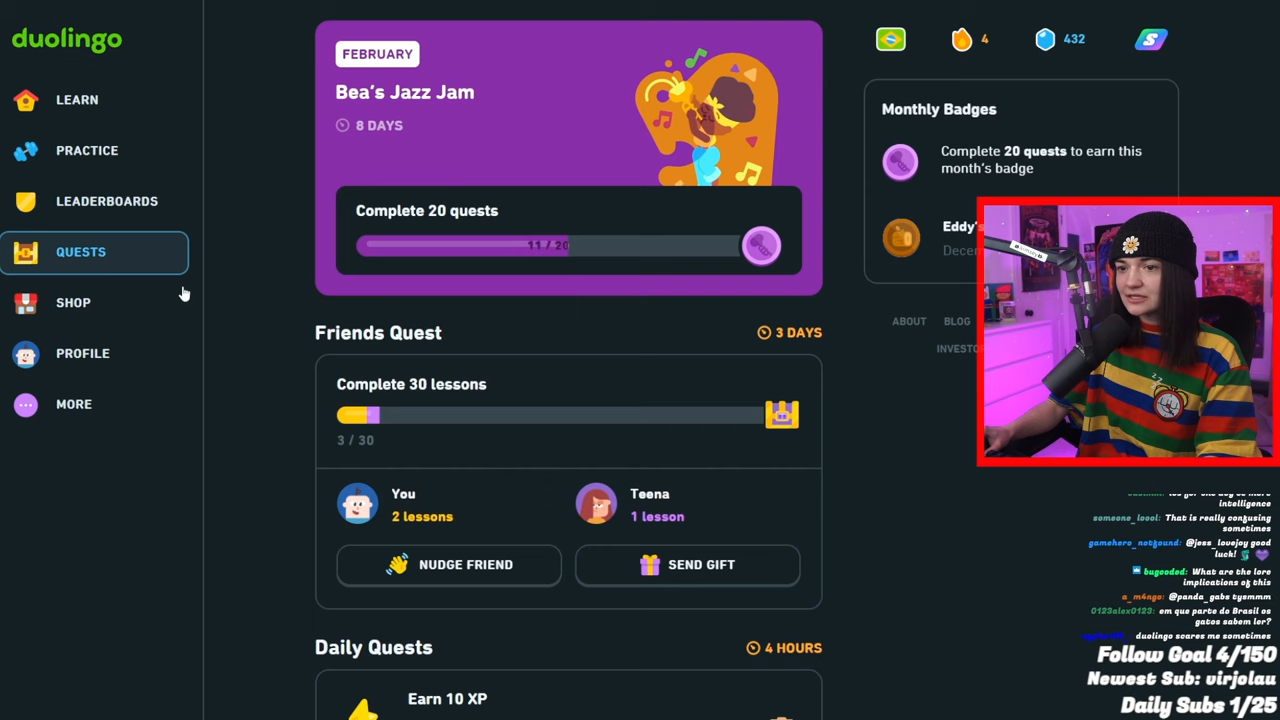 duolingo
LEARN
PRACTICE
LEADERBOARDS
QUESTS
SHOP
PROFILE
MORE
FEBRUARY
Bea's Jazz Jam
8 DAYS
Complete 20 quests
11 / 20
Friends Quest
3 DAYS
Complete 30 lessons
3 / 30
You
2 lessons
Teena
1 lesson
NUDGE FRIEND
SEND GIFT
Daily Quests
4 HOURS
Earn 10 XP
4
432
Monthly Badges
Complete 20 quests to earn this
month's badge
Eddy's
Decem
ABOUT BLOG
INVESTO
intelligence
someone_loool: That is really confusing
sometimes
gamehero_notfound: @jess_lovejoy good
luck!
bugcoded: What are the lore
implications of this
a_m4ngo: @panda_gabs tysmmm
0123alex0123: em que parte do Brasil os
gatos sabem ler?
duolingo scares me sometimes
Follow Goal 4/150
Newest Sub: virjolau
Daily Subs 1/25